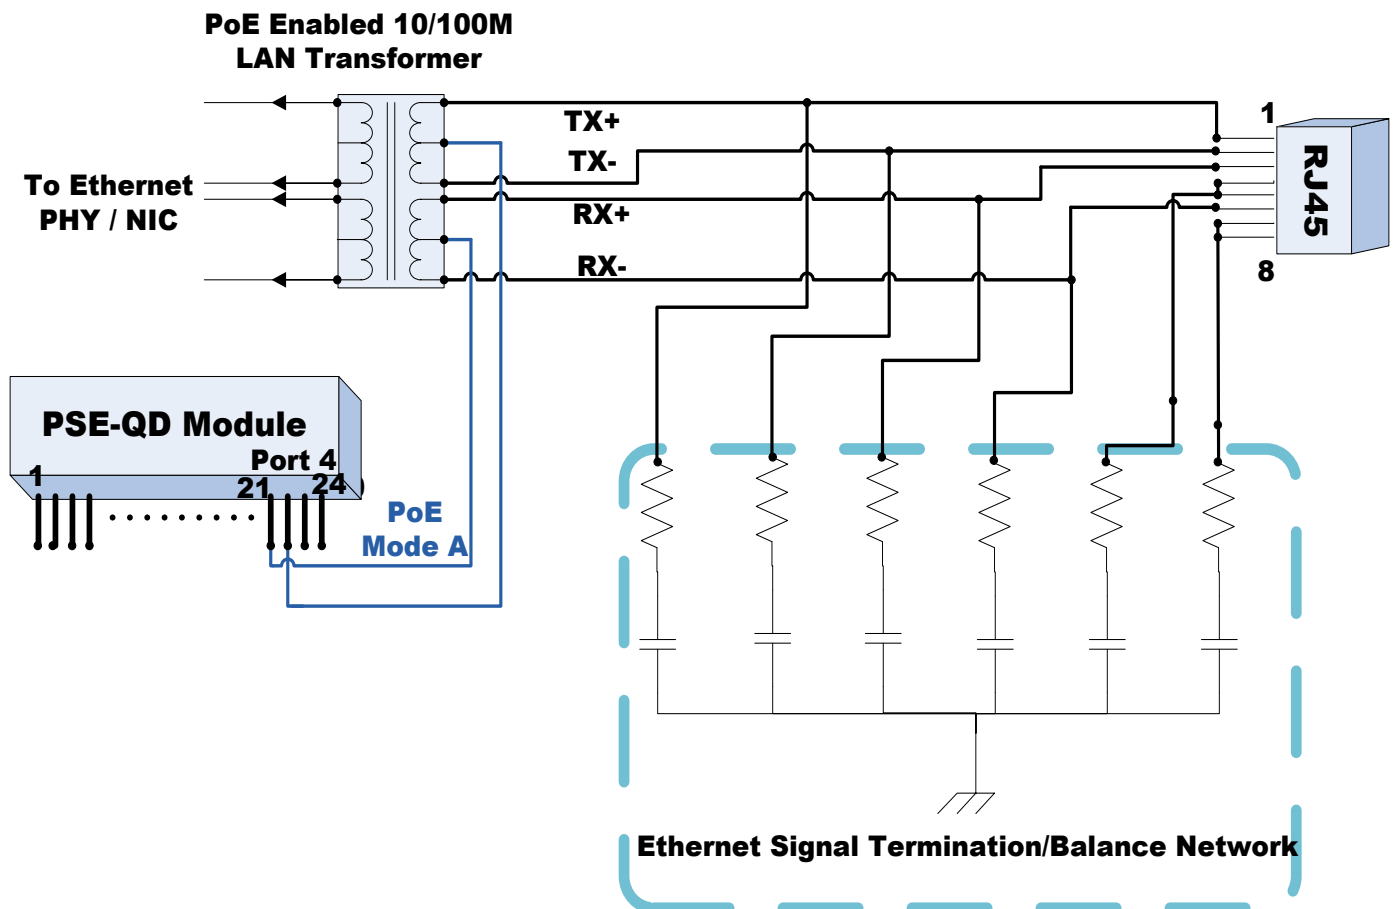 PoE Enabled 10/100M
LAN Transformer
TX+
TX-
RX+
RX-
To Ethernet
PHY / NIC
1
RJ45
8
PSE-QD Module
Port 4
1
21
24
PoE
Mode A
Ethernet Signal Termination/Balance Network